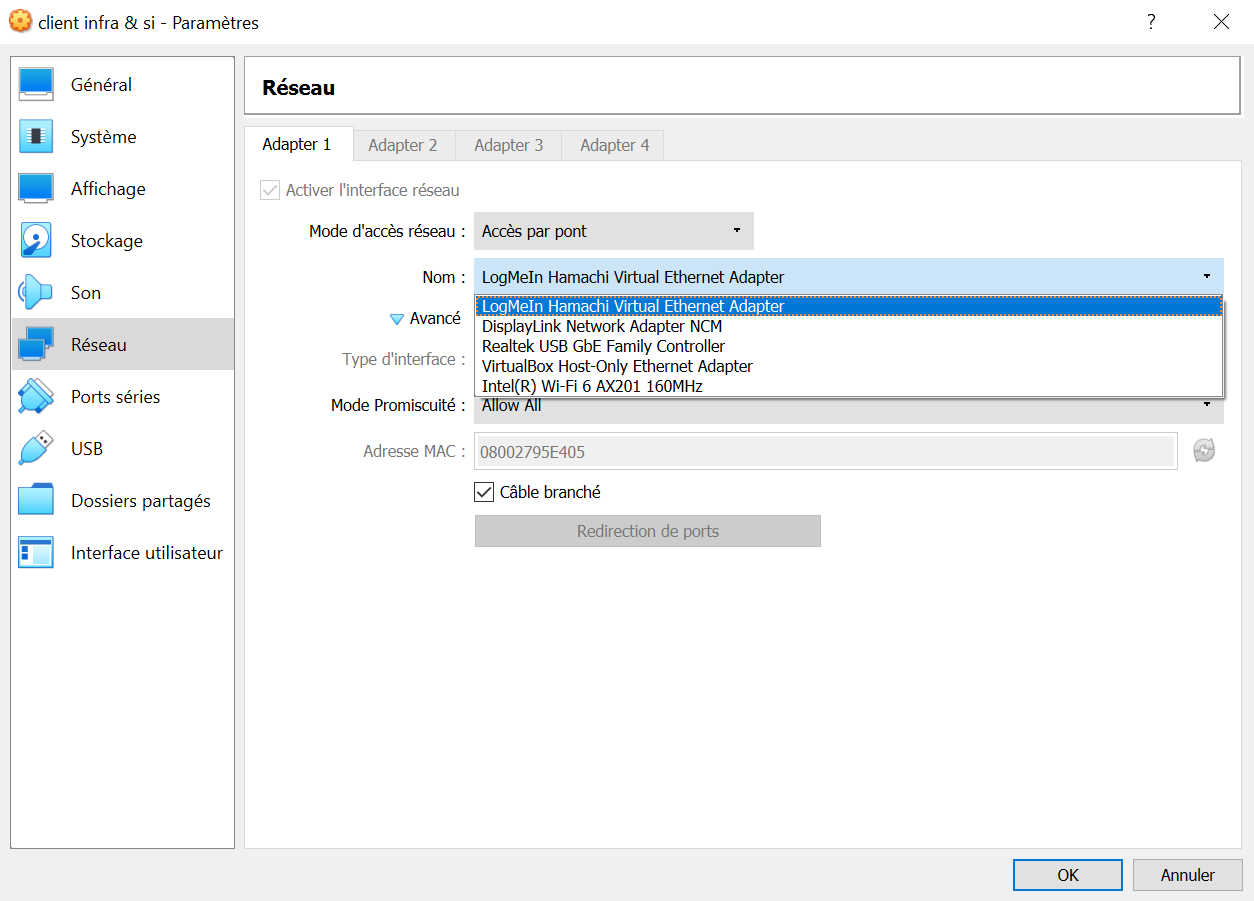 client infra & si - Paramètres
?
Général
Système
Affichage
Stockage
Son
Réseau
Ports séries
USB
Dossiers partagés
Interface utilisateur
Réseau
Adapter 1 Adapter 2 Adapter 3 Adapter 4
Activer l'interface réseau
Mode d'accès réseau : Accès par pont
Nom : LogMeIn Hamachi Virtual Ethernet Adapter
LogMeIn Hamachi Virtual Ethernet Adapter
Avancé
DisplayLink Network Adapter NCM
Realtek USB GbE Family Controller
Type d'interface :
VirtualBox Host-Only Ethernet Adapter
Intel(R) Wi-Fi 6 AX201 160MHz
Mode Promiscuité : Allow All
Adresse MAC : 08002795E405
Câble branché
Redirection de ports
OK Annuler